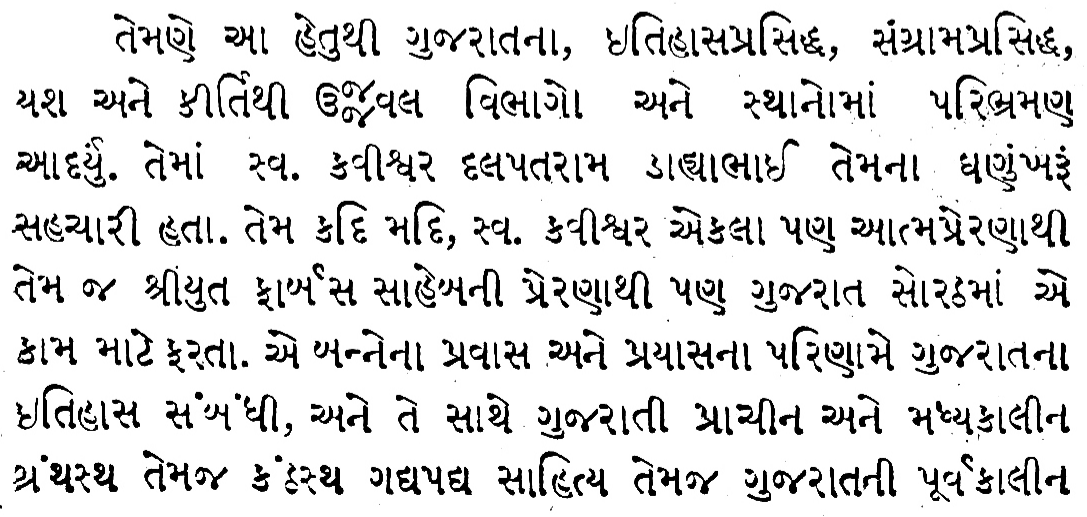 તેમણે આ હેતુથી ગુજરાતના, ઇતિહાસપ્રસિદ્ધ, સંગ્રામપ્રસિદ્ધ,
યશ અને કીર્તિથી ઉજ્જ્વલ વિભાગો અને સ્થાનોમાં પરિભ્રમણ
આદર્યું. તેમાં સ્વ. કવીશ્વર દલપતરામ ડાહ્યાભાઈ તેમના ઘણુંખરૂં
સહચારી હતા. તેમ કદિ મદિ, સ્વ. કવીશ્વર એકલા પણ આત્મપ્રેરણાથી
તેમ જ શ્રીયુત ફાર્બસ સાહેબની પ્રેરણાથી પણ ગુજરાત સોરઠમાં એ
કામ માટે ફરતા. એ બન્નેના પ્રવાસ અને પ્રયાસના પરિણામે ગુજરાતના
ઇતિહાસ સંબંધી, અને તે સાથે ગુજરાતી પ્રાચીન અને મધ્યકાલીન
ગ્રંથસ્થ તેમજ કંઠસ્થ ગદ્યપદ્ય સાહિત્ય તેમજ ગુજરાતની પૂર્વકાલીન